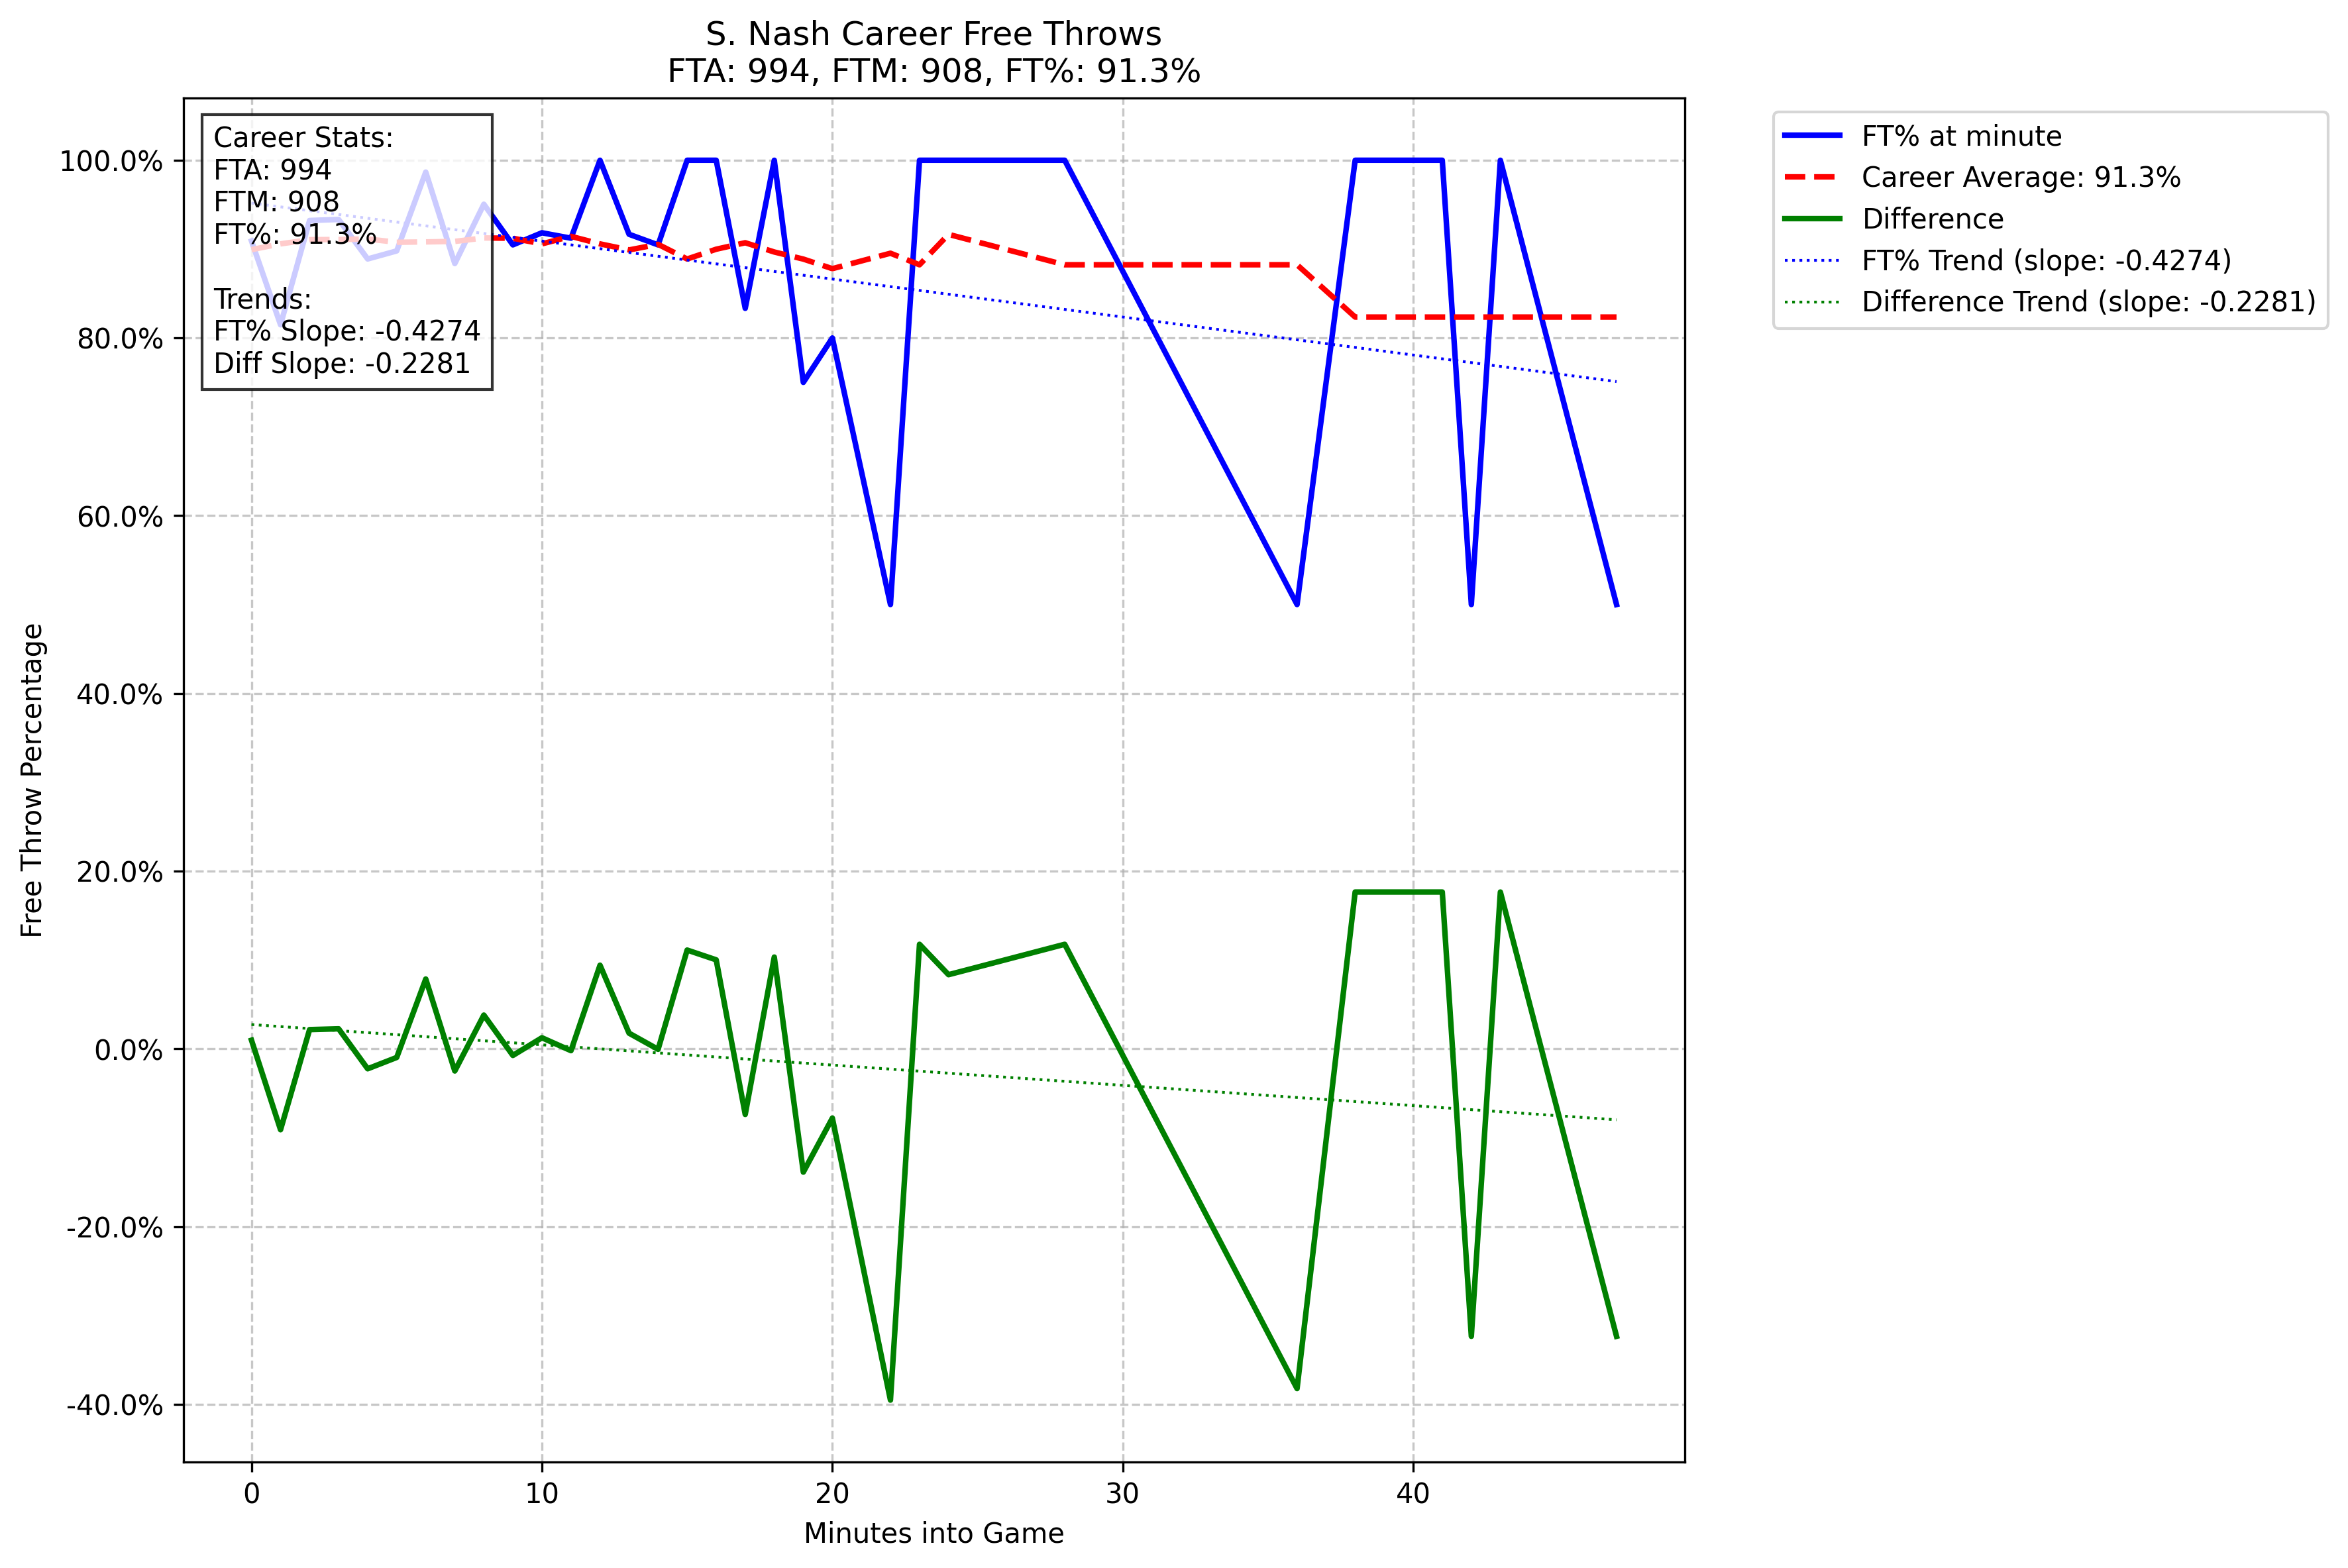 S. Nash Career Free Throws
FTA: 994, FTM: 908, FT%: 91.3%
Career Stats:
FTA: 994
FTM: 908
FT%: 91.3%
Trends:
FT% Slope: -0.4274
Diff Slope: -0.2281
FT% at minute
Career Average: 91.3%
Difference
FT% Trend (slope: -0.4274)
Difference Trend (slope: -0.2281)
Free Throw Percentage
100.0%
80.0%
60.0%
40.0%
20.0%
0.0%
-20.0%
-40.0%
0 10 20 30 40
Minutes into Game